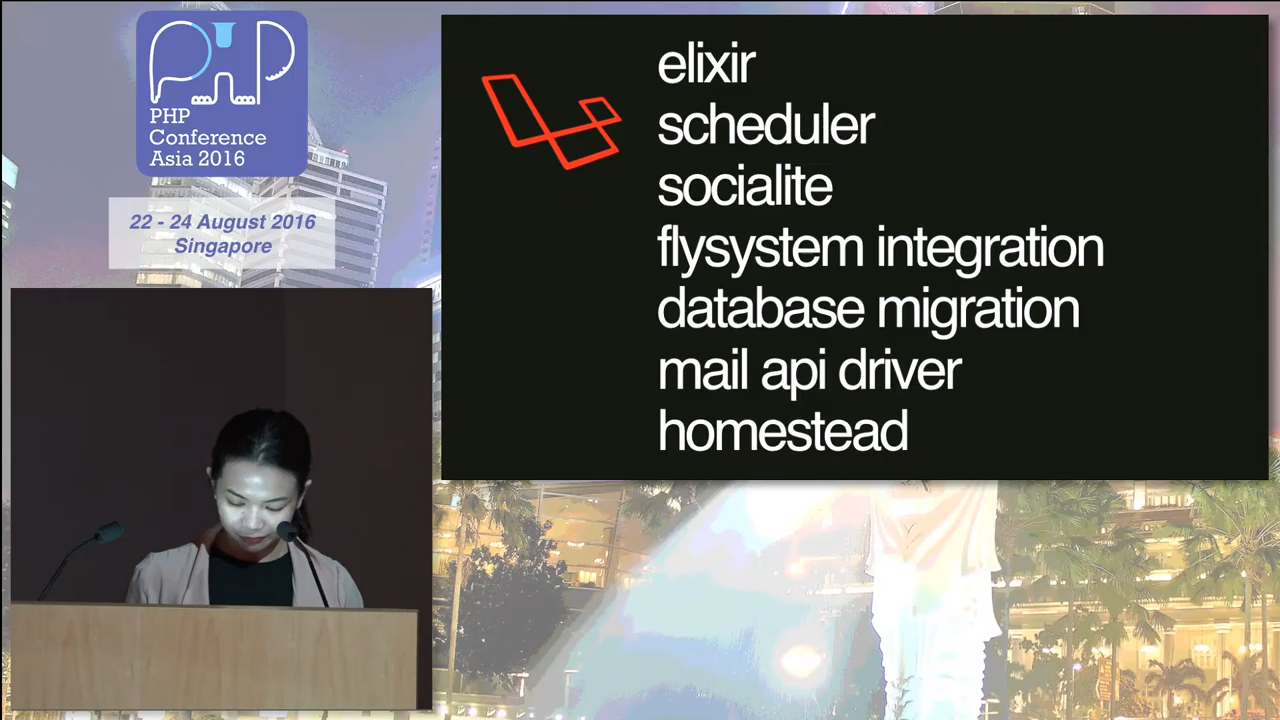 PHP
PHP
Conference
Asia 2016
22 - 24 August 2016
Singapore
elixir
scheduler
socialite
flysystem integration
database migration
mail api driver
homestead